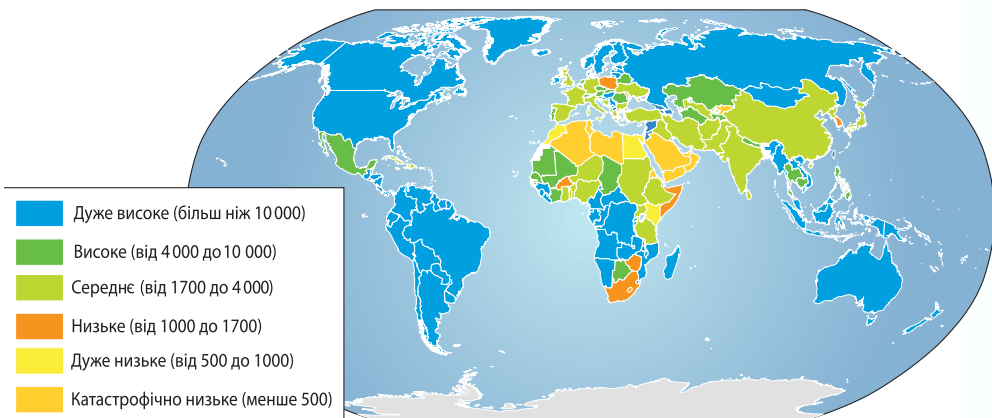 Дуже високе (більш ніж 10 000)
Високе (від 4 000 до 10 000)
Середнє (від 1700 до 4 000)
Низьке (від 1000 до 1700)
Дуже низьке (від 500 до 1000)
Катастрофічно низьке (менше 500)